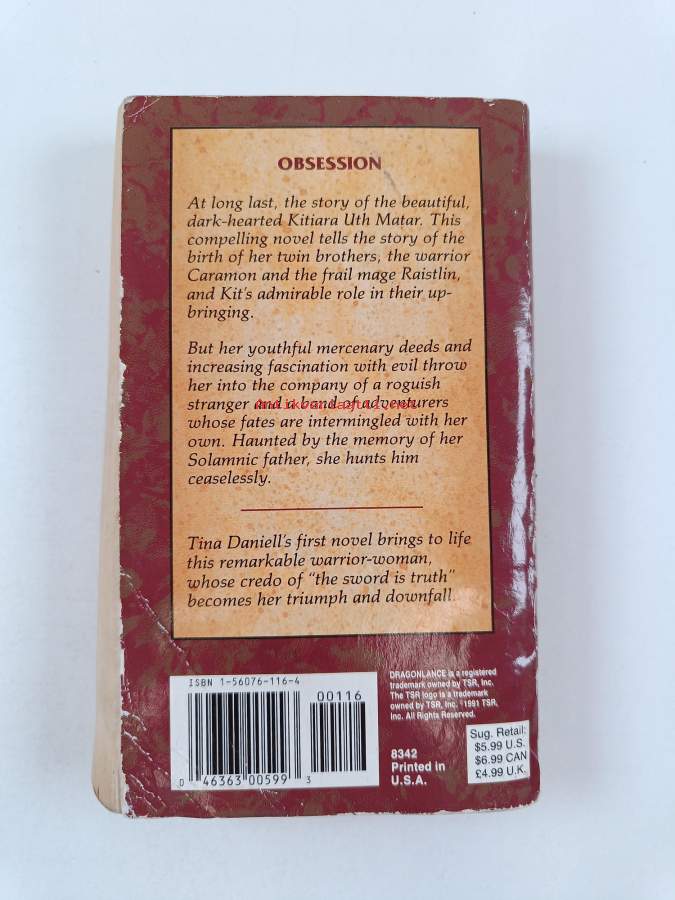 OBSESSION
At long last, the story of the beautiful,
dark-hearted Kitiara Uth Matar. This
compelling novel tells the story of the
birth of her twin brothers, the warrior
Caramon and the frail mage Raistlin,
and Kit's admirable role in their up-
bringing.
But her youthful mercenary deeds and
increasing fascination with evil throw
her into the company of a roguish
stranger and a band of adventurers
whose fates are intermingled with her
own. Haunted by the memory of her
Solamnic father, she hunts him
ceaselessly.
Tina Daniell's first novel brings to life
this remarkable warrior-woman,
whose credo of "the sword is truth"
becomes her triumph and downfall.
ISBN 1-56076-116-4
00116
0 46363 00599 3
DRAGONLANCE is a registered
trademark owned by TSR, Inc.
The TSR logo is a trademark
owned by TSR, Inc. ©1991 TSR,
Inc. All Rights Reserved.
8342
Printed in
U.S.A.
Sug. Retail:
$5.99 U.S.
$6.99 CAN
£4.99 U.K.